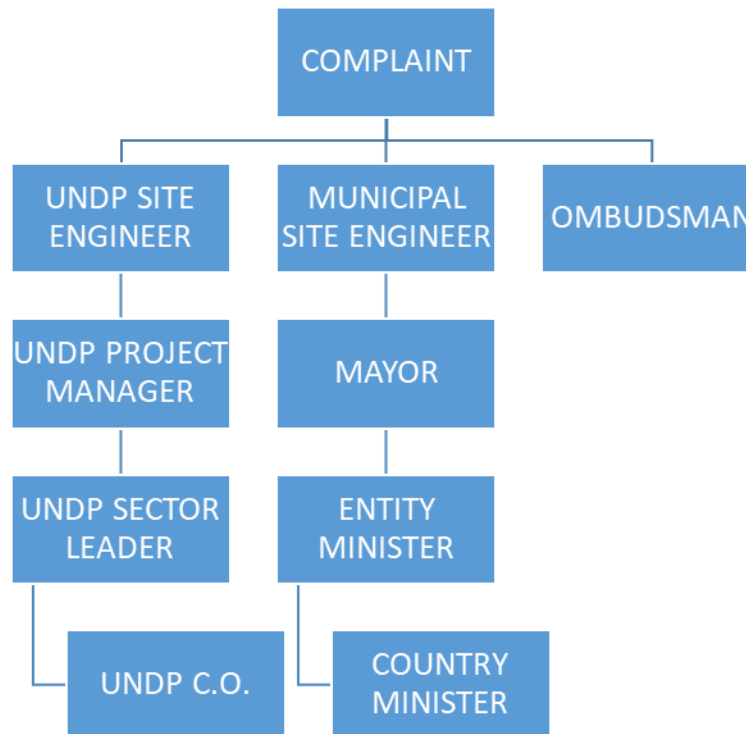 COMPLAINT
UNDP SITE
ENGINEER
MUNICIPAL
SITE ENGINEER
OMBUDSMAN
UNDP PROJECT
MANAGER
MAYOR
UNDP SECTOR
LEADER
ENTITY
MINISTER
UNDP C.O.
COUNTRY
MINISTER